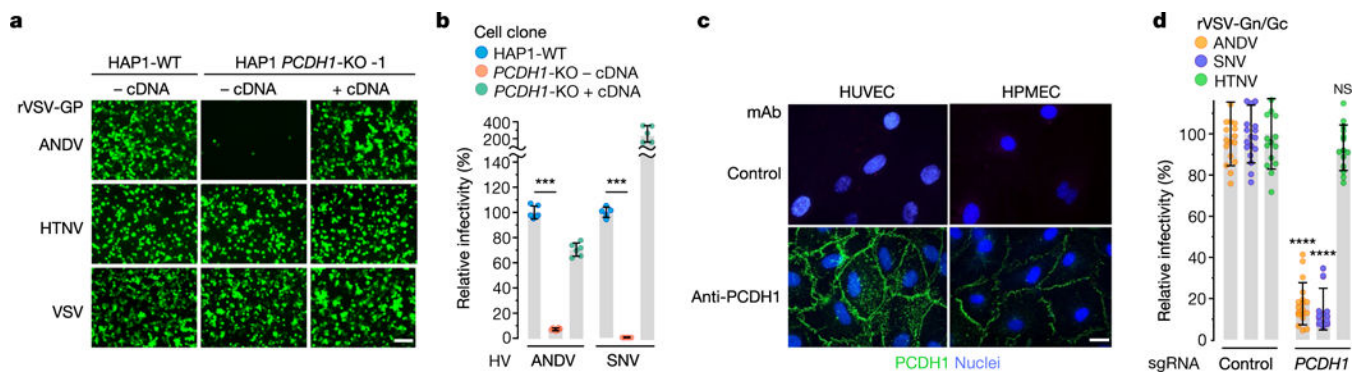 a
HAP1-WT
HAP1 PCDH1-KO -1
– cDNA
– cDNA
+ cDNA
rVSV-GP
ANDV
HTNV
VSV
b
Cell clone
HAP1-WT
PCDH1-KO – cDNA
PCDH1-KO + cDNA
Relative infectivity (%)
400
200
140
120
100
80
60
40
20
0
***
***
HV
ANDV
SNV
c
HUVEC
HPMEC
mAb
Control
Anti-PCDH1
PCDH1 Nuclei
d
rVSV-Gn/Gc
ANDV
SNV
HTNV
NS
Relative infectivity (%)
100
80
60
40
20
0
****
****
sgRNA
Control
PCDH1